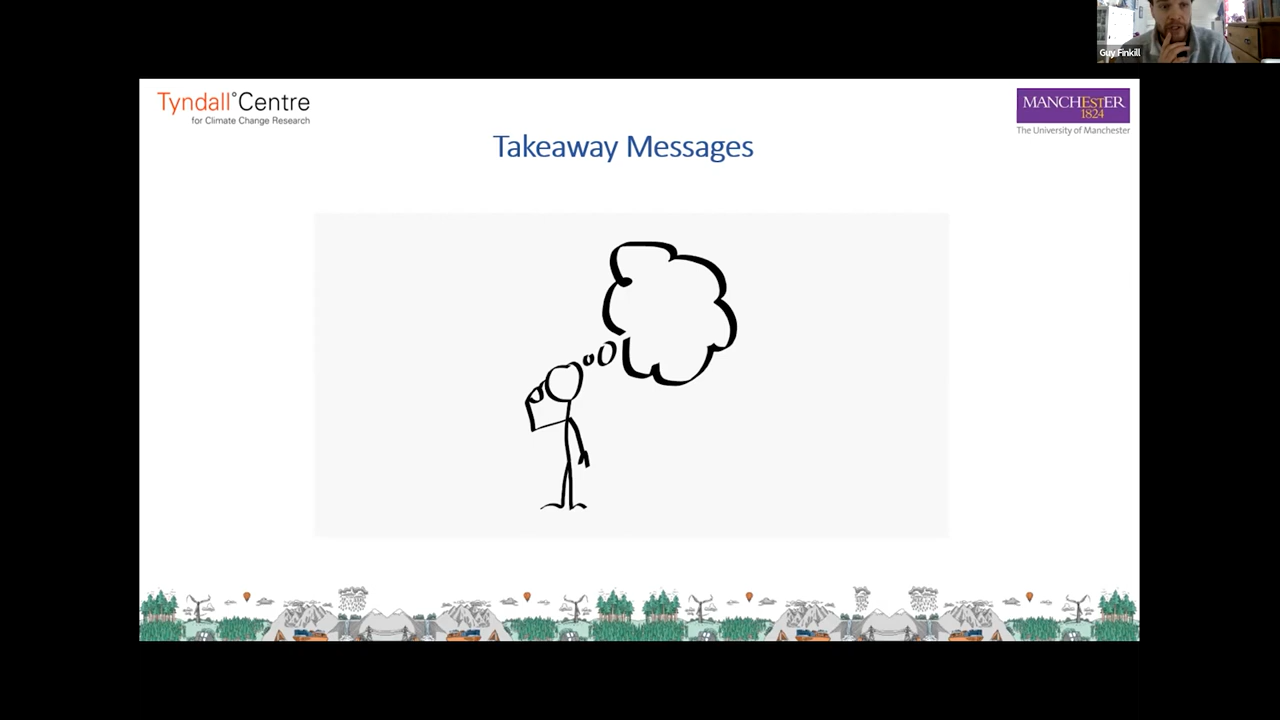 Guy Finkill
Tyndall°Centre
for Climate Change Research
MANCHESTER
1824
The University of Manchester
Takeaway Messages